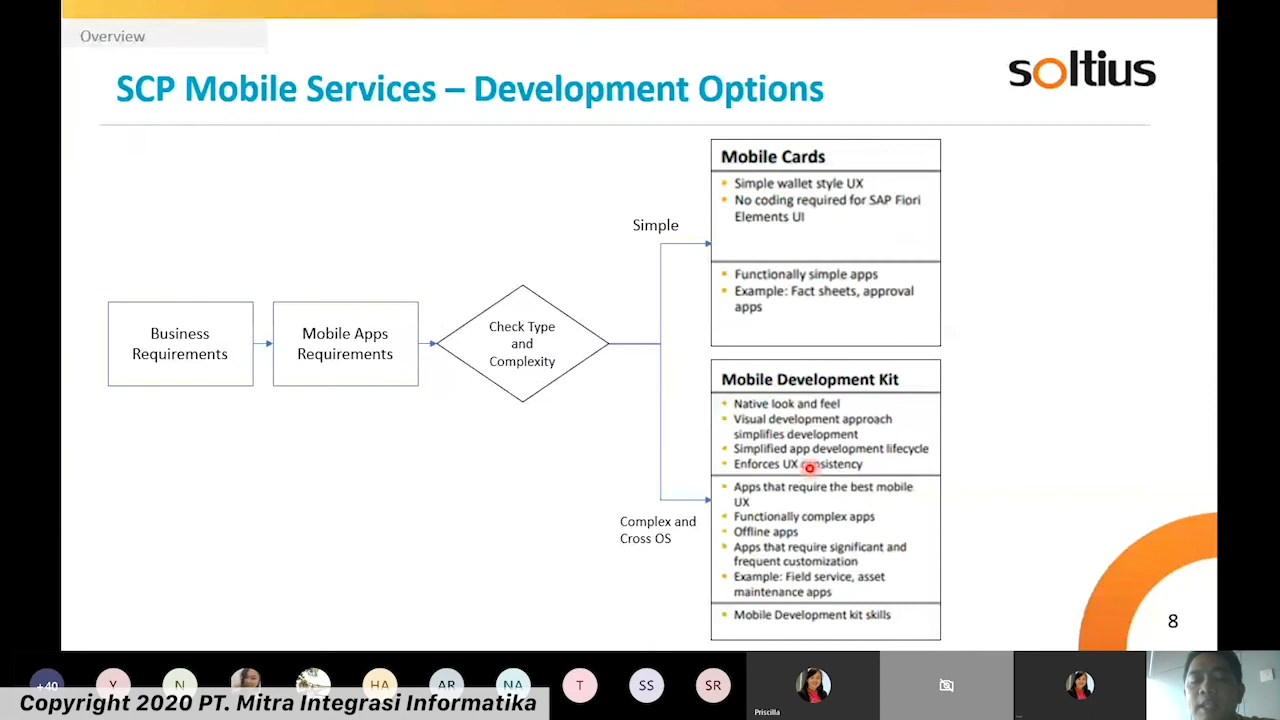 Overview
SCP Mobile Services – Development Options
soltius
Business
Requirements
Mobile Apps
Requirements
Check Type
and
Complexity
Simple
Complex and
Cross OS
Mobile Cards
Simple wallet style UX
No coding required for SAP Fiori
Elements UI
Functionally simple apps
Example: Fact sheets, approval
apps
Mobile Development Kit
Native look and feel
Visual development approach
simplifies development
Simplified app development lifecycle
Enforces UX consistency
Apps that require the best mobile
UX
Functionally complex apps
Offline apps
Apps that require significant and
frequent customization
Example: Field service, asset
maintenance apps
Mobile Development kit skills
8
+40
Y
N
HA
AR
NA
T
SS
SR
Priscilla
Copyright 2020 PT. Mitra Integrasi Informatika